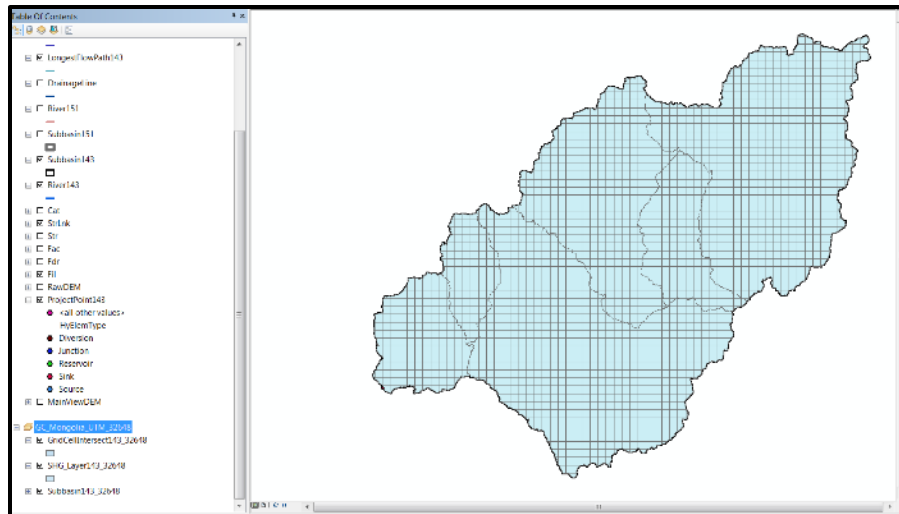 Table Of Contents
LongestFlowPath143
DrainageLine
River151
Subbasin151
Subbasin143
River143
Cat
StrLnk
Str
Fac
Fdr
Fil
RawDEM
ProjectPoint143
<all other values>
HyElemType
Diversion
Junction
Reservoir
Sink
Source
MainViewDEM
GC_Mongolia_UTM_32648
GridCellIntersect143_32648
SHG_Layer143_32648
Subbasin143_32648